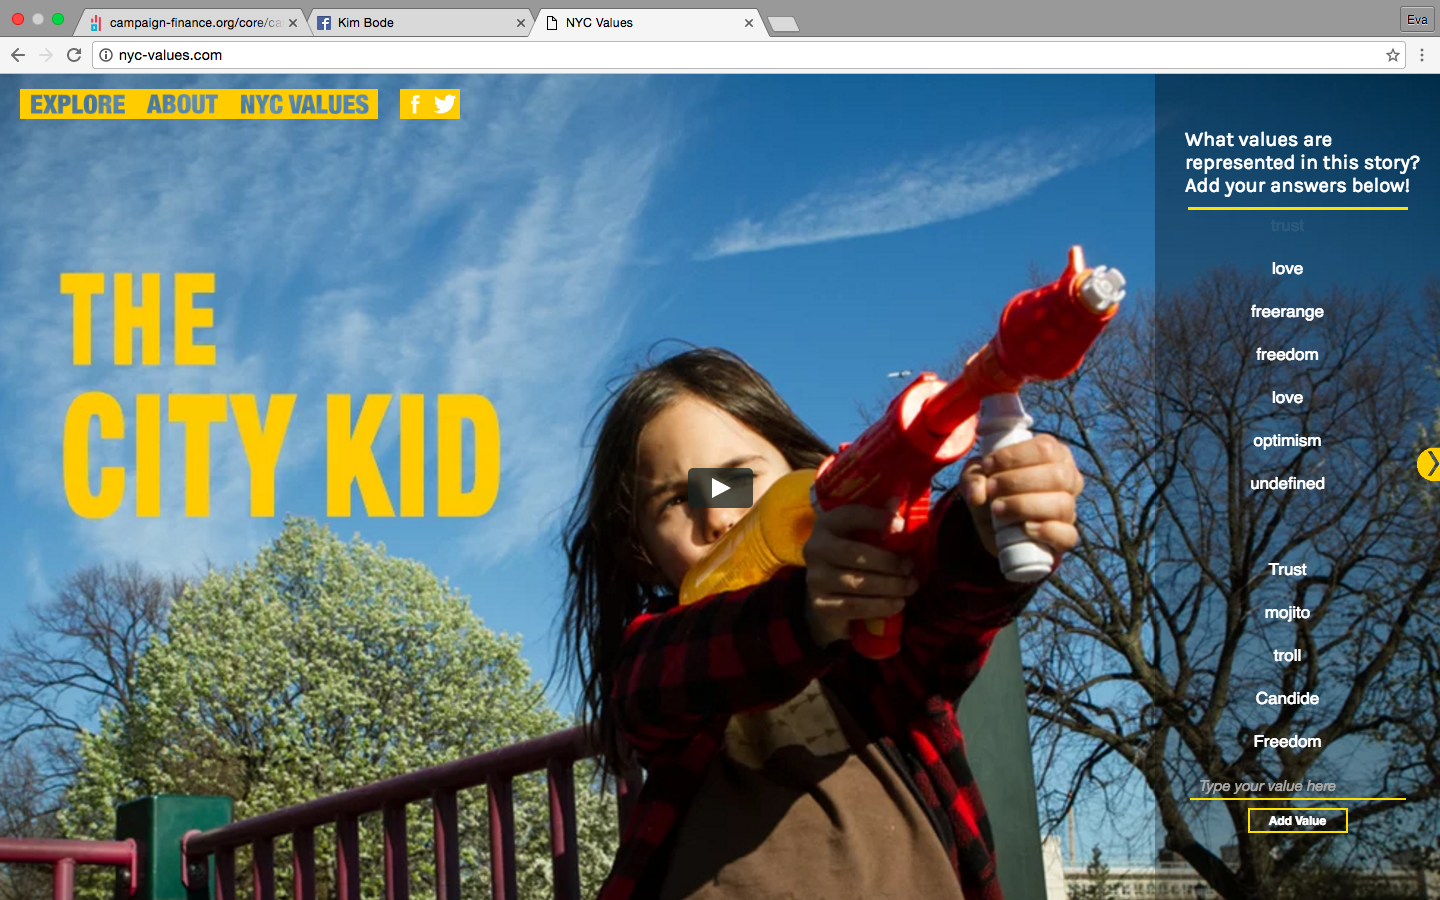 campaign-finance.org/core/ca
Kim Bode
NYC Values
Eva
nyc-values.com
EXPLORE ABOUT NYC VALUES
What values are
represented in this story?
Add your answers below!
trust
love
freerange
freedom
love
optimism
undefined
Trust
mojito
troll
Candide
Freedom
Type your value here
Add Value
THE
CITY KID